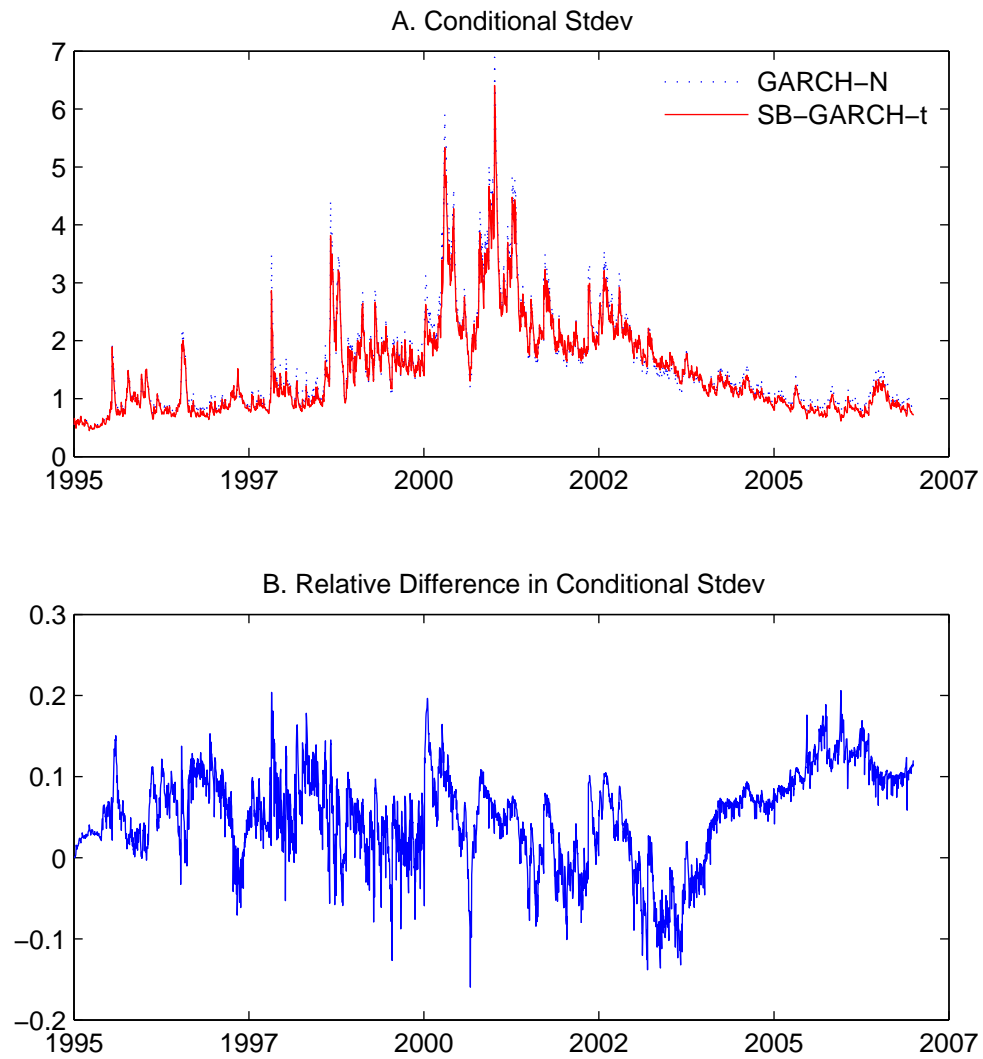 A. Conditional Stdev
7
6
5
4
3
2
1
0
GARCH−N
SB−GARCH−t
1995 1997 2000 2002 2005 2007
B. Relative Difference in Conditional Stdev
0.3
0.2
0.1
0
−0.1
−0.2
1995 1997 2000 2002 2005 2007